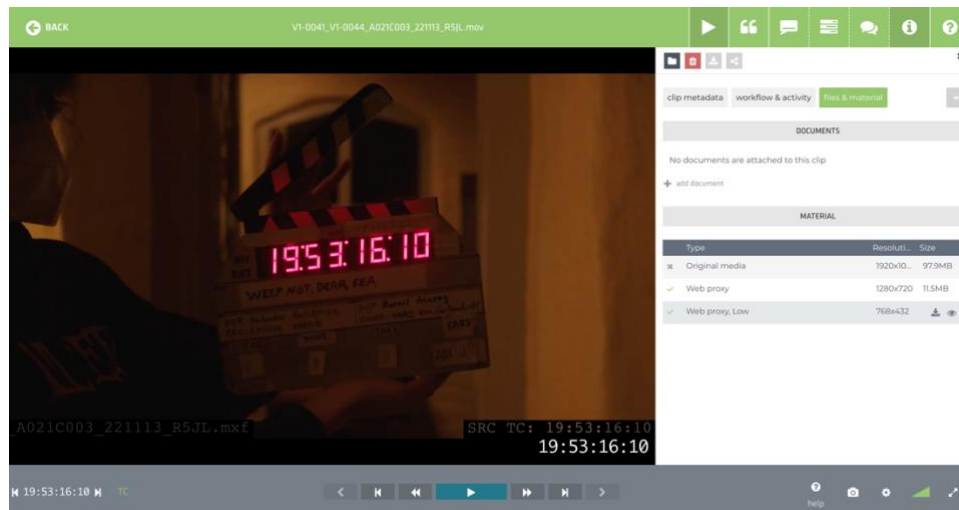 BACK
V1-0041_V1-0044_A021C003_221113_R5JL.mov
clip metadata workflow & activity files & material
DOCUMENTS
No documents are attached to this clip
add document
MATERIAL
Type Resoluti... Size
Original media 1920x10... 97.9MB
Web proxy 1280x720 11.5MB
Web proxy, Low 768x432
19:53:16:10
WEEP NOT, DEAR, SEA
_A021C003_221113_R5JL.mxf SRC TC: 19:53:16:10
19:53:16:10
19:53:16:10 TC
help